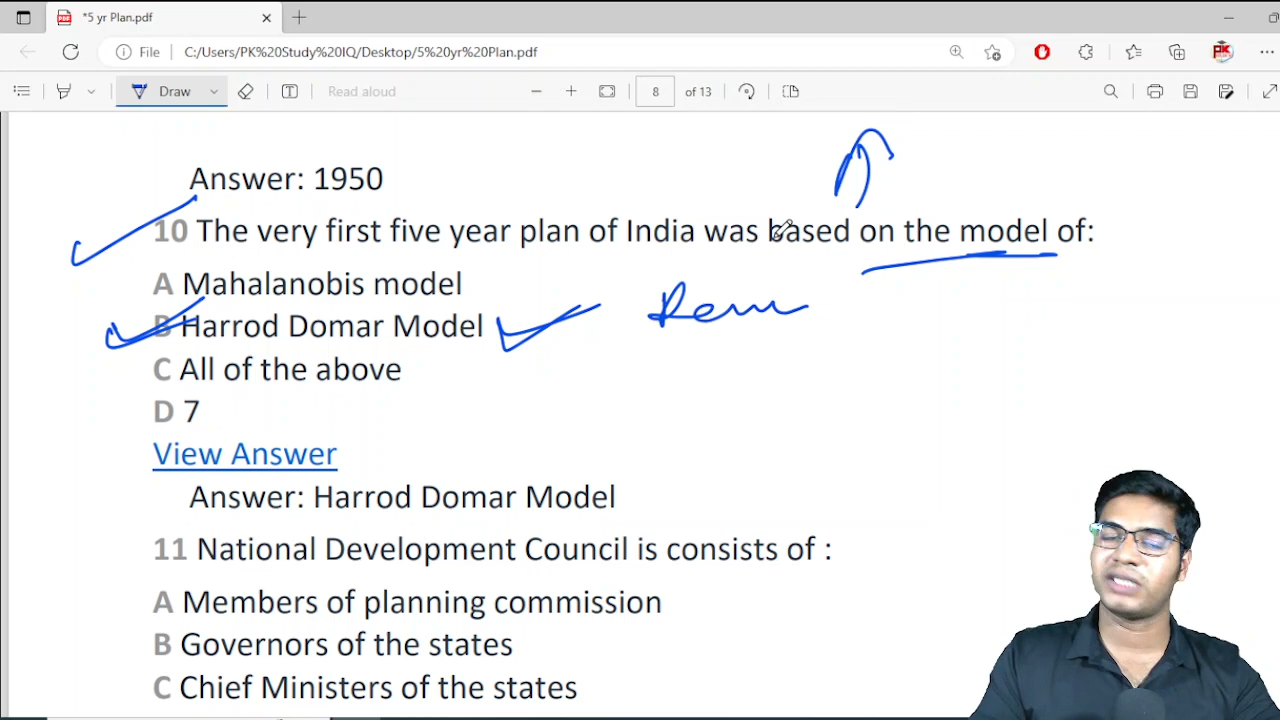 *5 yr Plan.pdf
File | C:/Users/PK%20Study%20IQ/Desktop/5%20yr%20Plan.pdf
Draw Read aloud 8 of 13
Answer: 1950
10 The very first five year plan of India was based on the model of:
A Mahalanobis model
B Harrod Domar Model
C All of the above
D 7
View Answer
Answer: Harrod Domar Model
11 National Development Council is consists of :
A Members of planning commission
B Governors of the states
C Chief Ministers of the states